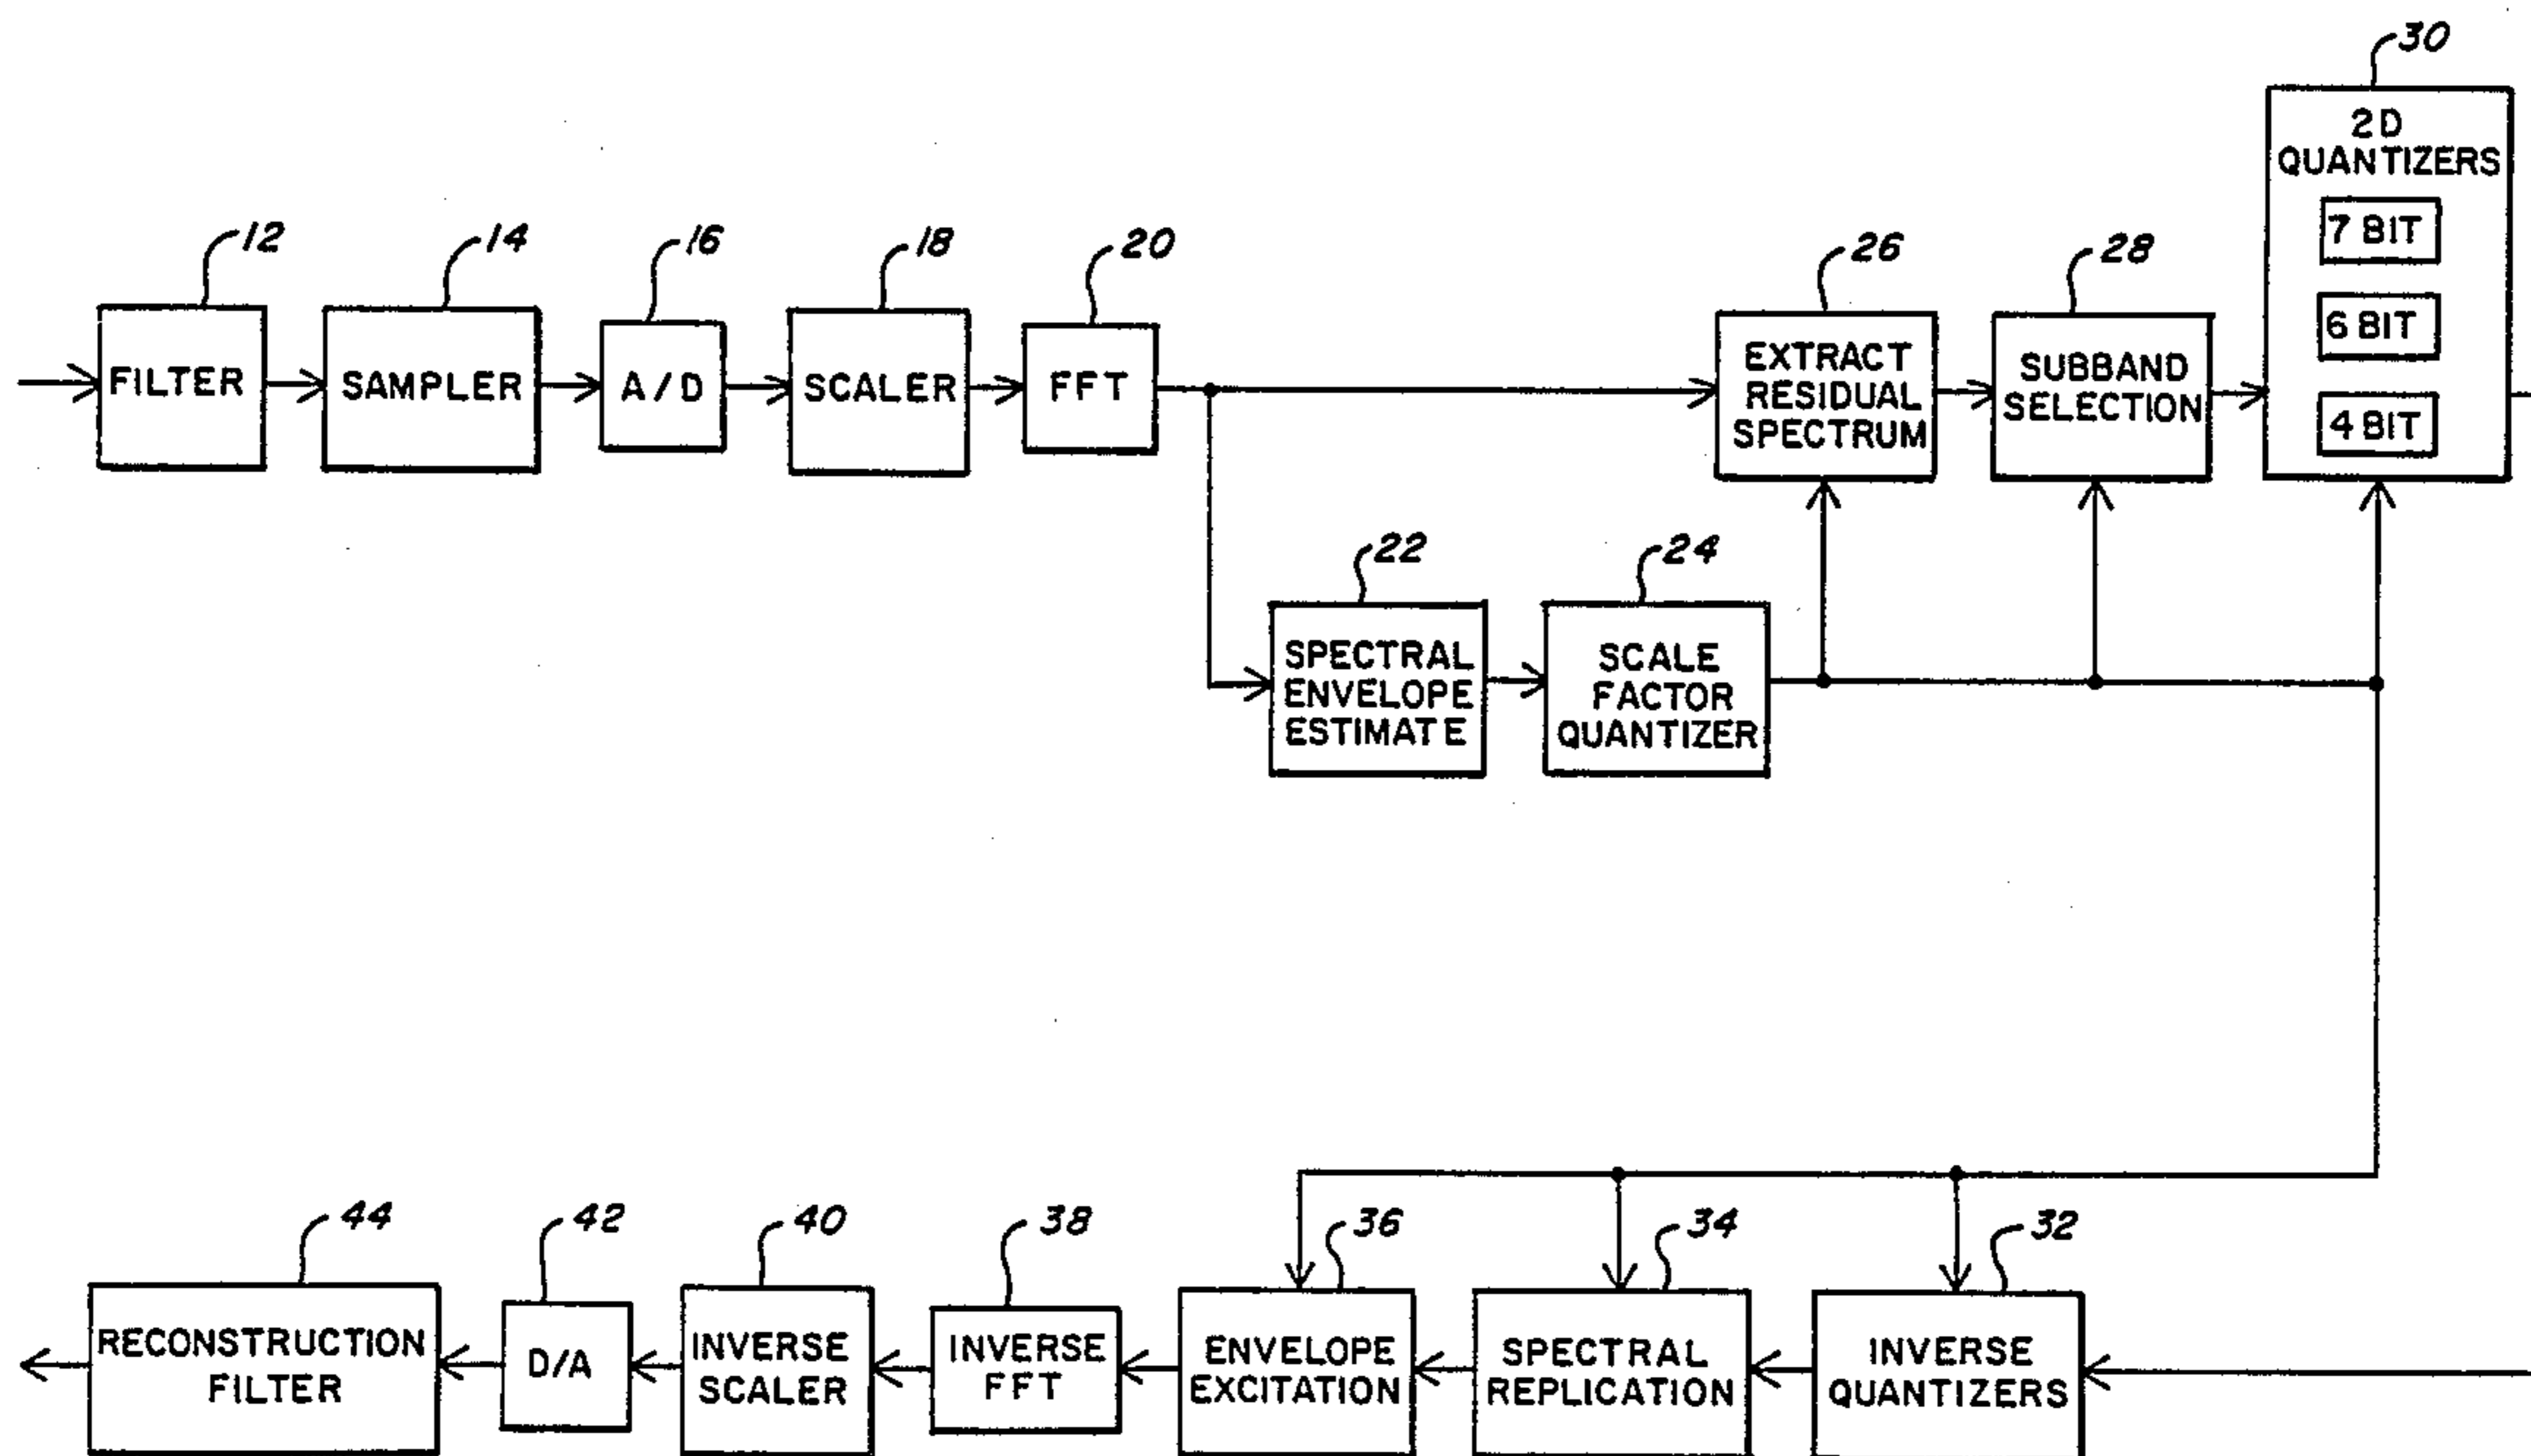 30
2D
QUANTIZERS
7 BIT
6 BIT
4 BIT
12
14
16
18
20
26
28
FILTER
SAMPLER
A/D
SCALER
FFT
EXTRACT
RESIDUAL
SPECTRUM
SUBBAND
SELECTION
22
24
SPECTRAL
ENVELOPE
ESTIMATE
SCALE
FACTOR
QUANTIZER
44
42
40
38
36
34
32
RECONSTRUCTION
FILTER
D/A
INVERSE
SCALER
INVERSE
FFT
ENVELOPE
EXCITATION
SPECTRAL
REPLICATION
INVERSE
QUANTIZERS